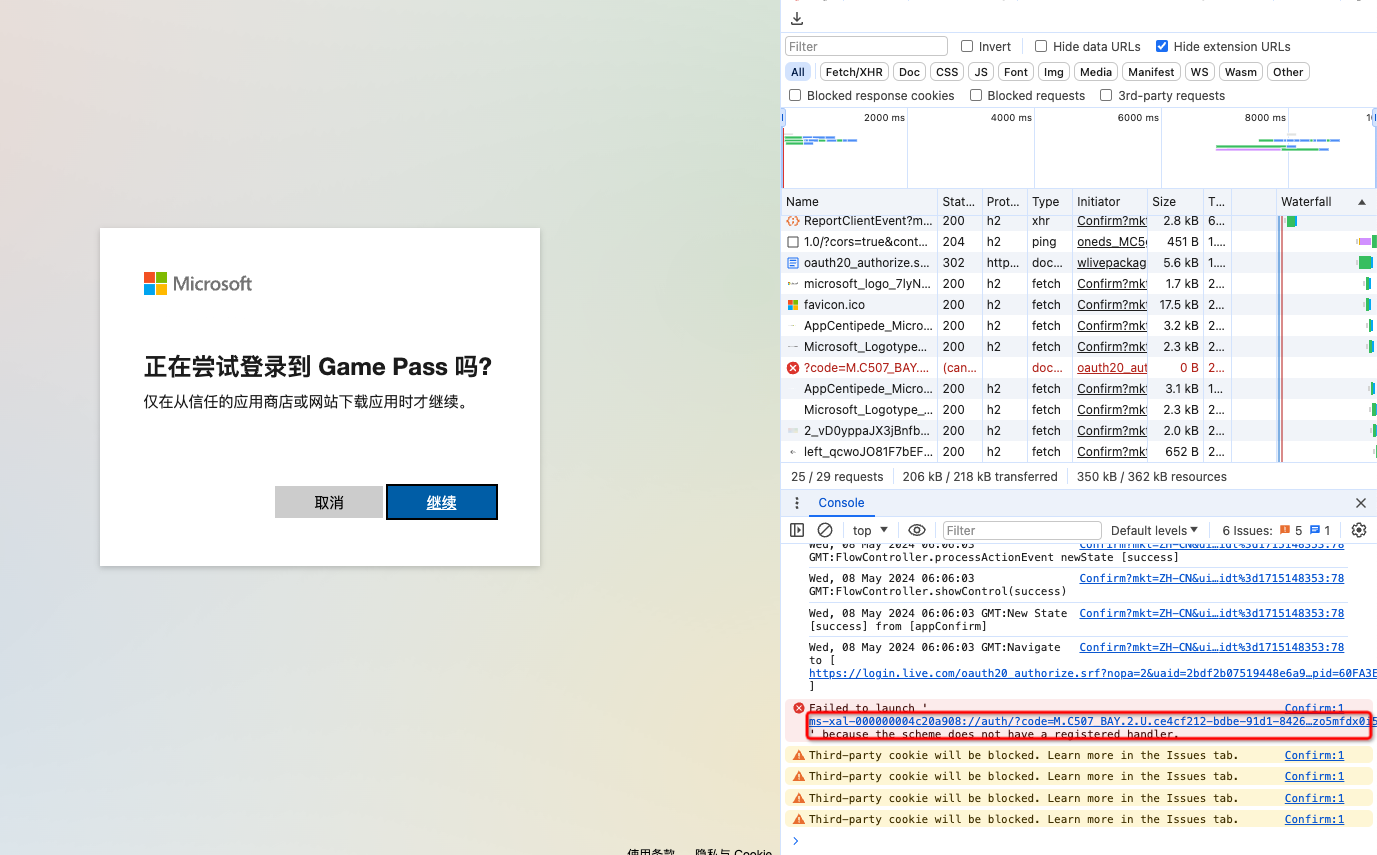 Microsoft
正在尝试登录到 Game Pass 吗?
仅在从信任的应用商店或网站下载应用时才继续。
取消
继续
使用条款 隐私与 Cookie
Filter
Invert
Hide data URLs
Hide extension URLs
All Fetch/XHR Doc CSS JS Font Img Media Manifest WS Wasm Other
Blocked response cookies Blocked requests 3rd-party requests
2000 ms 4000 ms 6000 ms 8000 ms
Name Stat... Prot... Type Initiator Size T... Waterfall
ReportClientEvent?m... 200 h2 xhr Confirm?mk 2.8 kB 6...
1.0/?cors=true&cont... 204 h2 ping oneds_MC5 451 B 1....
oauth20_authorize.s... 302 http... doc... wlivepackag 5.6 kB 1....
microsoft_logo_7lyN... 200 h2 fetch Confirm?mk 1.7 kB 2...
favicon.ico 200 h2 fetch Confirm?mk 17.5 kB 2...
AppCentipede_Micro... 200 h2 fetch Confirm?mk 3.2 kB 2...
Microsoft_Logotype... 200 h2 fetch Confirm?mk 2.3 kB 2...
?code=M.C507_BAY.... (can... doc... oauth20_aut 0 B 2...
AppCentipede_Micro... 200 h2 fetch Confirm?mk 3.1 kB 1...
Microsoft_Logotype_... 200 h2 fetch Confirm?mk 2.3 kB 2...
2_vD0yppaJX3jBnfb... 200 h2 fetch Confirm?mk 2.0 kB 2...
left_qcwoJO81F7bEF... 200 h2 fetch Confirm?mk 652 B 2...
25 / 29 requests 206 kB / 218 kB transferred 350 kB / 362 kB resources
Console
top Filter Default levels 6 Issues: 5 1
Wed, 08 May 2024 06:06:03 Confirm?mkt=ZH-CN&ui…idt%3d1715148353:78
GMT:FlowController.processActionEvent newState [success]
Wed, 08 May 2024 06:06:03 Confirm?mkt=ZH-CN&ui…idt%3d1715148353:78
GMT:FlowController.showControl(success)
Wed, 08 May 2024 06:06:03 GMT:New State Confirm?mkt=ZH-CN&ui…idt%3d1715148353:78
[success] from [appConfirm]
Wed, 08 May 2024 06:06:03 GMT:Navigate Confirm?mkt=ZH-CN&ui…idt%3d1715148353:78
to [
https://login.live.com/oauth20_authorize.srf?nopa=2&uaid=2bdf2b07519448e6a9…pid=60FA3E
]
Failed to launch ' Confirm:1
ms-xal-000000004c20a908://auth/?code=M.C507_BAY.2.U.ce4cf212-bdbe-91d1-8426…zo5mfdx0i5
' because the scheme does not have a registered handler.
Third-party cookie will be blocked. Learn more in the Issues tab. Confirm:1
Third-party cookie will be blocked. Learn more in the Issues tab. Confirm:1
Third-party cookie will be blocked. Learn more in the Issues tab. Confirm:1
Third-party cookie will be blocked. Learn more in the Issues tab. Confirm:1